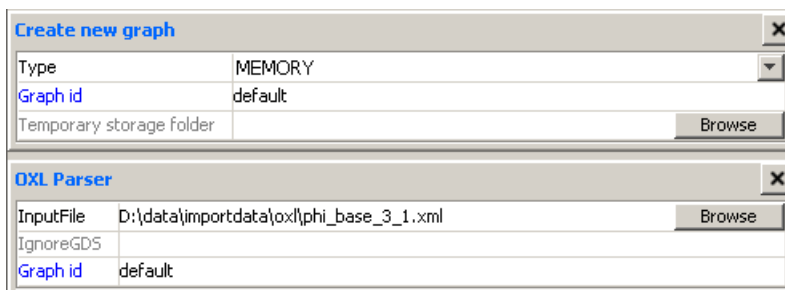 Create new graph
Type MEMORY
Graph id default
Temporary storage folder Browse
OXL Parser
InputFile D:\data\importdata\oxl\phi_base_3_1.xml Browse
IgnoreGDS
Graph id default